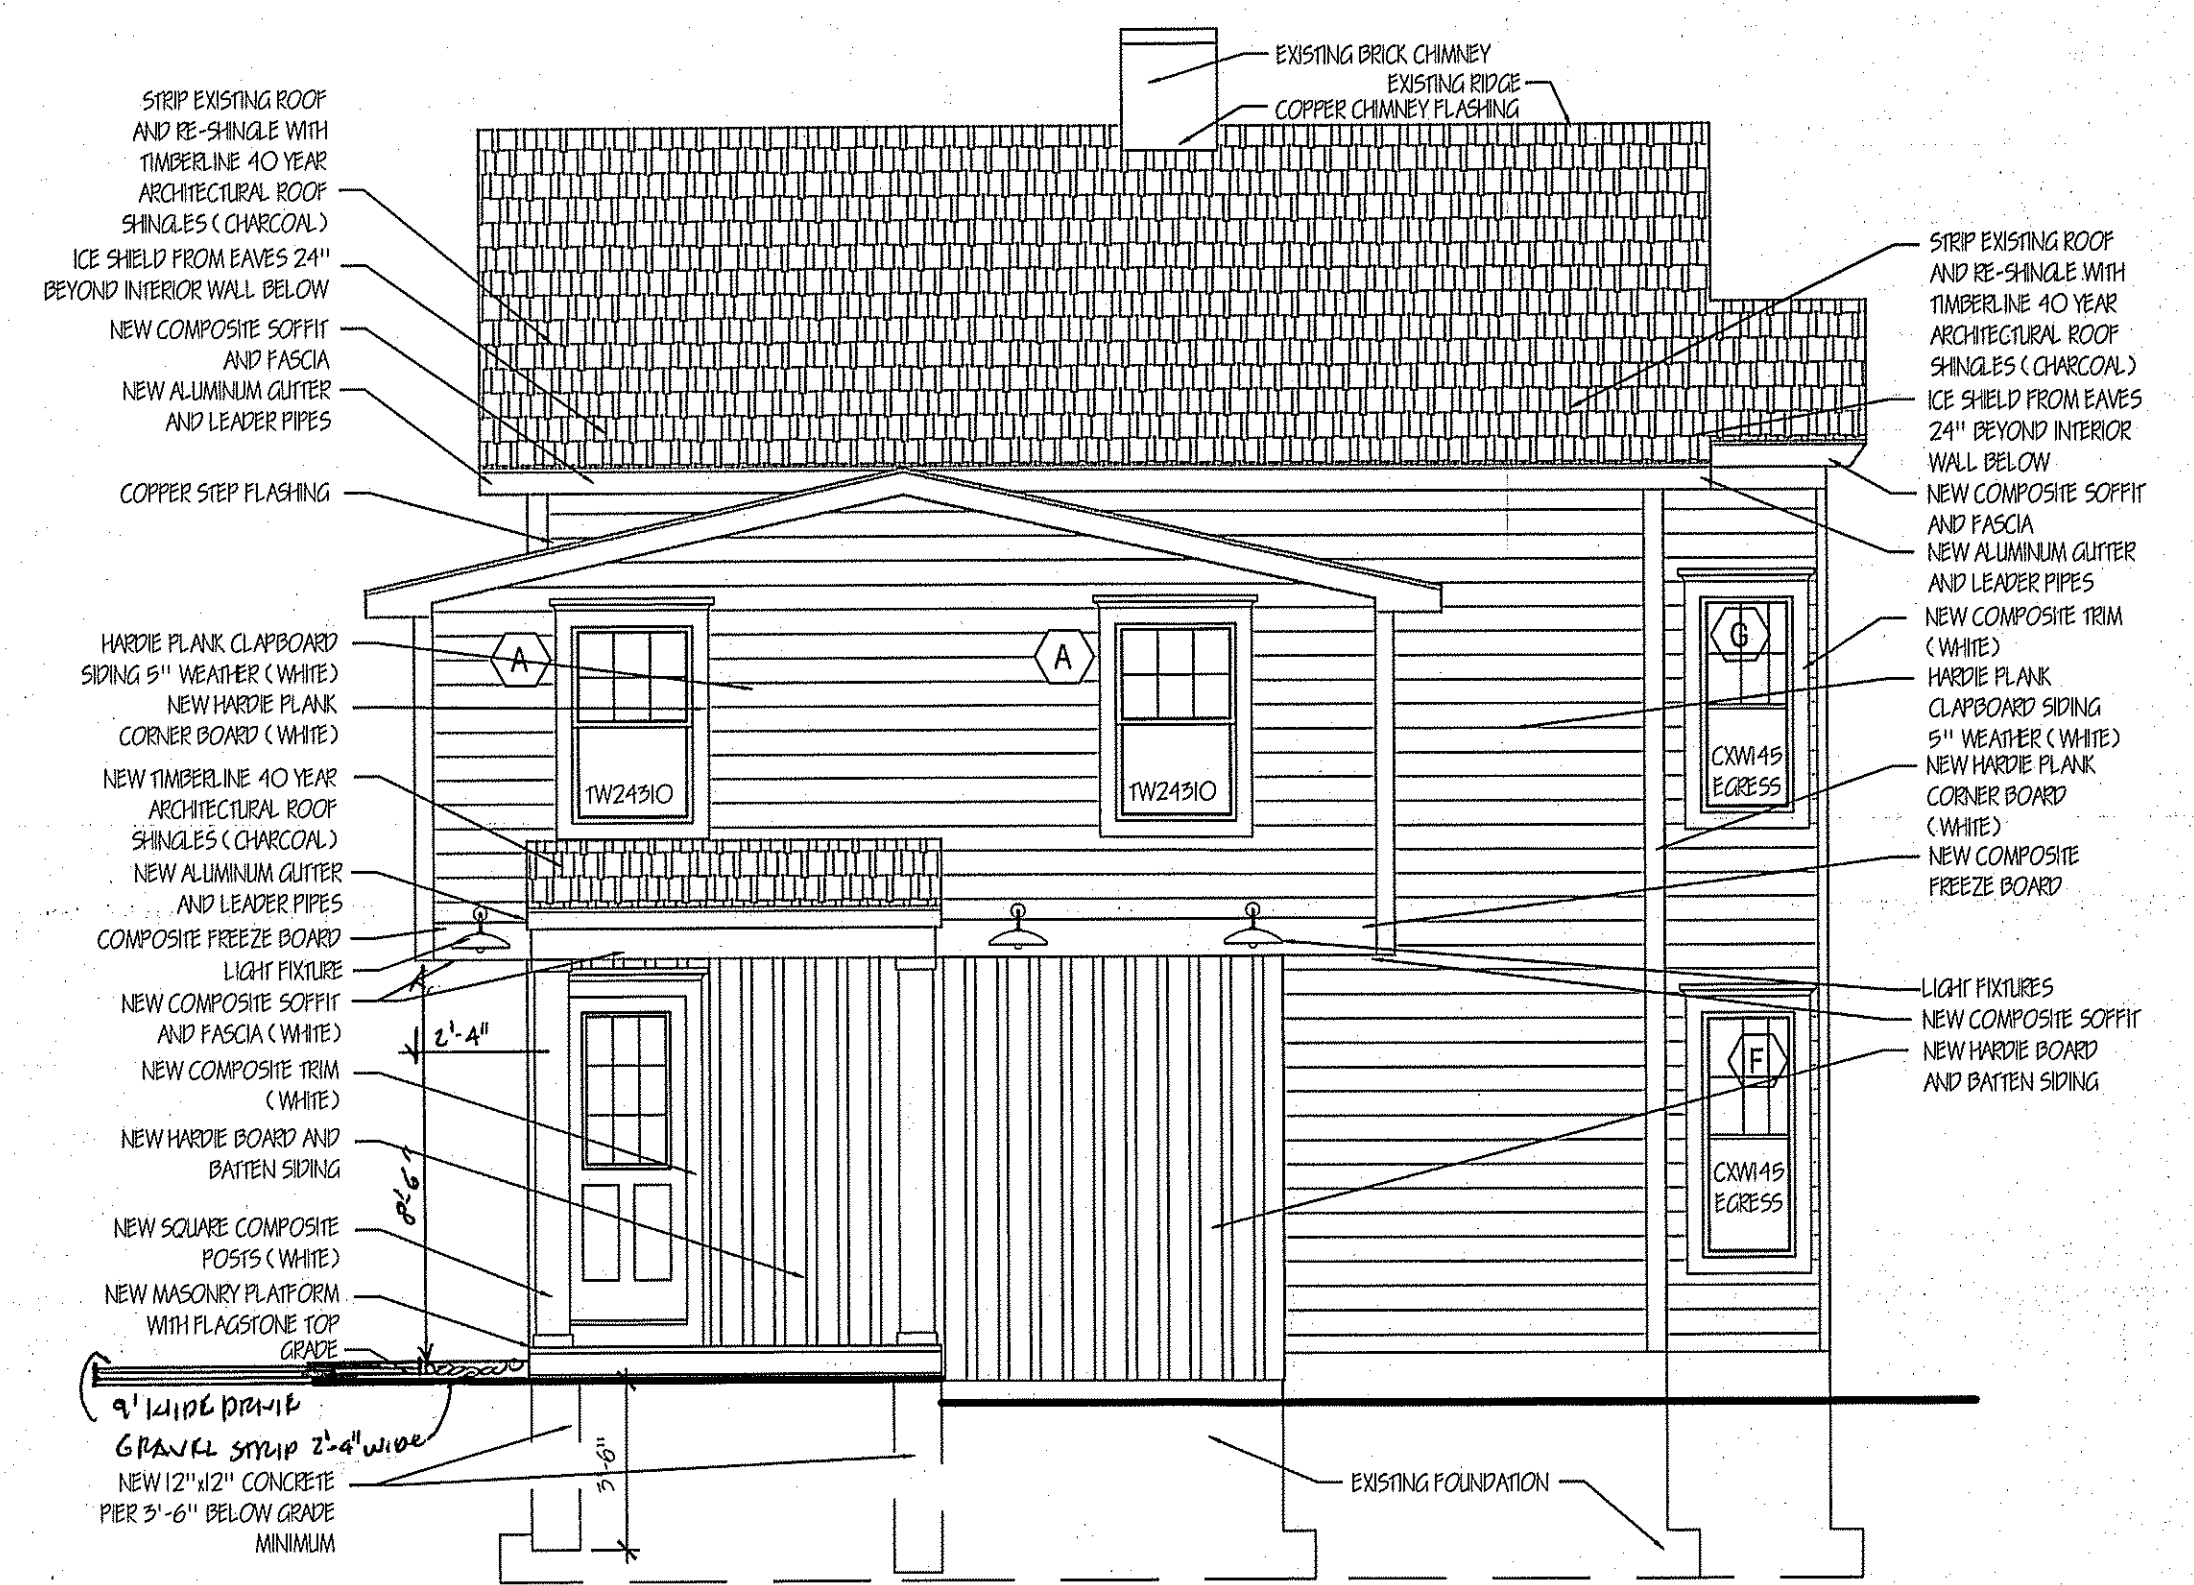 EXISTING BRICK CHIMNEY
EXISTING RIDGE
COPPER CHIMNEY FLASHING
STRIP EXISTING ROOF
AND RE-SHINGLE WITH
TIMBERLINE 40 YEAR
ARCHITECTURAL ROOF
SHINGLES (CHARCOAL)
ICE SHIELD FROM EAVES 24"
BEYOND INTERIOR WALL BELOW
NEW COMPOSITE SOFFIT
AND FASCIA
NEW ALUMINUM GUTTER
AND LEADER PIPES
COPPER STEP FLASHING
HARDIE PLANK CLAPBOARD
SIDING 5" WEATHER (WHITE)
NEW HARDIE PLANK
CORNER BOARD (WHITE)
NEW TIMBERLINE 40 YEAR
ARCHITECTURAL ROOF
SHINGLES (CHARCOAL)
NEW ALUMINUM GUTTER
AND LEADER PIPES
COMPOSITE FREEZE BOARD
LIGHT FIXTURE
NEW COMPOSITE SOFFIT
AND FASCIA (WHITE)
NEW COMPOSITE TRIM
(WHITE)
NEW HARDIE BOARD AND
BATTEN SIDING
NEW SQUARE COMPOSITE
POSTS (WHITE)
NEW MASONRY PLATFORM
WITH FLAGSTONE TOP
GRADE
9' WIDE DRIVE
GRAVEL STRIP 2'-4" WIDE
NEW 12"x12" CONCRETE
PIER 3'-6" BELOW GRADE
MINIMUM
A
TW24310
A
TW24310
G
CXW145
EGRESS
F
CXW145
EGRESS
2'-4"
8'-6"
3'-6"
EXISTING FOUNDATION
STRIP EXISTING ROOF
AND RE-SHINGLE WITH
TIMBERLINE 40 YEAR
ARCHITECTURAL ROOF
SHINGLES (CHARCOAL)
ICE SHIELD FROM EAVES
24" BEYOND INTERIOR
WALL BELOW
NEW COMPOSITE SOFFIT
AND FASCIA
NEW ALUMINUM GUTTER
AND LEADER PIPES
NEW COMPOSITE TRIM
(WHITE)
HARDIE PLANK
CLAPBOARD SIDING
5" WEATHER (WHITE)
NEW HARDIE PLANK
CORNER BOARD
(WHITE)
NEW COMPOSITE
FREEZE BOARD
LIGHT FIXTURES
NEW COMPOSITE SOFFIT
NEW HARDIE BOARD
AND BATTEN SIDING